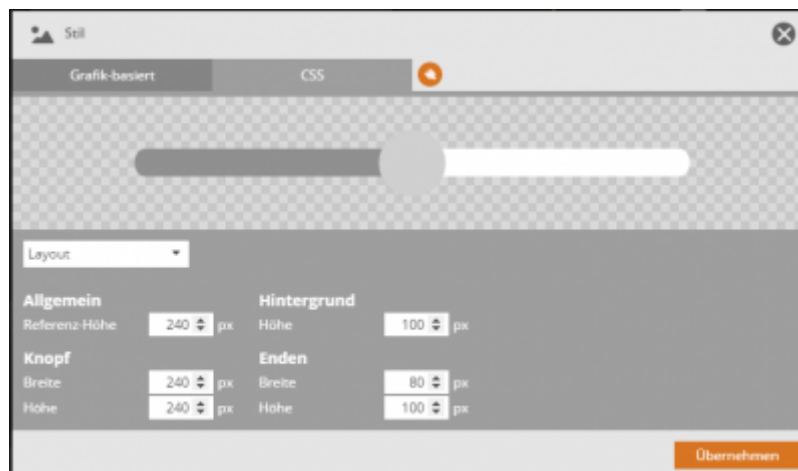 Stil
Grafik-basiert CSS
Layout
Allgemein Hintergrund
Referenz-Höhe 240 px Höhe 100 px
Knopf Enden
Breite 240 px Breite 80 px
Höhe 240 px Höhe 100 px
Übernehmen